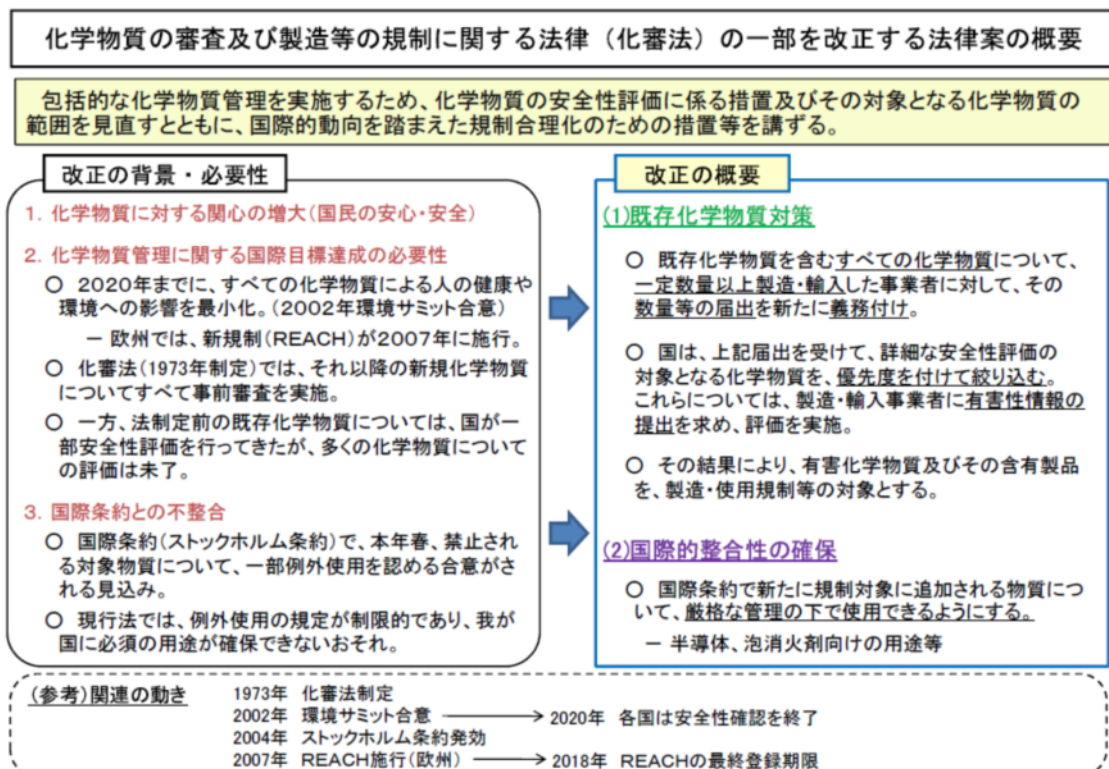 化学物質の審査及び製造等の規制に関する法律（化審法）の一部を改正する法律案の概要
包括的な化学物質管理を実施するため、化学物質の安全性評価に係る措置及びその対象となる化学物質の
範囲を見直すとともに、国際的動向を踏まえた規制合理化のための措置等を講ずる。
改正の背景・必要性
1. 化学物質に対する関心の増大(国民の安心・安全)
2. 化学物質管理に関する国際目標達成の必要性
○ 2020年までに、すべての化学物質による人の健康や
環境への影響を最小化。(2002年環境サミット合意)
－ 欧州では、新規制(REACH)が2007年に施行。
○ 化審法(1973年制定)では、それ以降の新規化学物質
についてすべて事前審査を実施。
○ 一方、法制定前の既存化学物質については、国が一
部安全性評価を行ってきたが、多くの化学物質について
の評価は未了。
3. 国際条約との不整合
○ 国際条約(ストックホルム条約)で、本年春、禁止され
る対象物質について、一部例外使用を認める合意がさ
れる見込み。
○ 現行法では、例外使用の規定が制限的であり、我が
国に必須の用途が確保できないおそれ。
改正の概要
(1)既存化学物質対策
○ 既存化学物質を含むすべての化学物質について、
一定数量以上製造・輸入した事業者に対して、その
数量等の届出を新たに義務付け。
○ 国は、上記届出を受けて、詳細な安全性評価の
対象となる化学物質を、優先度を付けて絞り込む。
これらについては、製造・輸入事業者に有害性情報の
提出を求め、評価を実施。
○ その結果により、有害化学物質及びその含有製品
を、製造・使用規制等の対象とする。
(2)国際的整合性の確保
○ 国際条約で新たに規制対象に追加される物質につ
いて、厳格な管理の下で使用できるようにする。
－ 半導体、泡消火剤向けの用途等
(参考)関連の動き
1973年 化審法制定
2002年 環境サミット合意 → 2020年 各国は安全性確認を終了
2004年 ストックホルム条約発効
2007年 REACH施行(欧州) → 2018年 REACHの最終登録期限